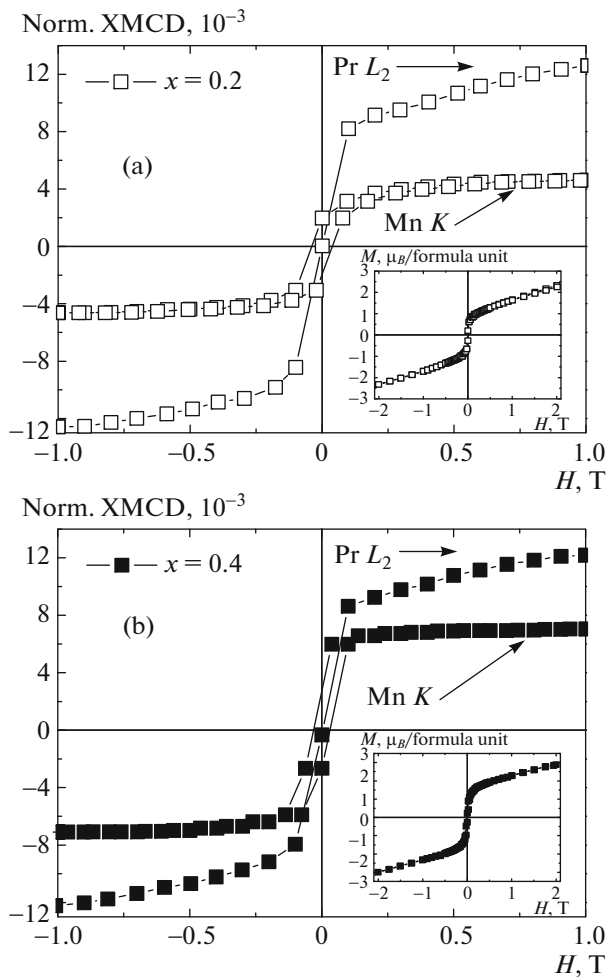 Norm. XMCD, 10⁻³
12
8
4
0
−4
−8
−12
x = 0.2
Pr L₂
(a)
Mn K
M, μB/formula unit
3
2
1
0
−1
−2
−3
−2 −1 0 1 2
H, T
−1.0 −0.5 0 0.5 1.0
H, T
Norm. XMCD, 10⁻³
12
8
4
0
−4
−8
−12
x = 0.4
Pr L₂
(b)
Mn K
M, μB/formula unit
3
2
1
0
−1
−2
−3
−2 −1 0 1 2
H, T
−1.0 −0.5 0 0.5 1.0
H, T